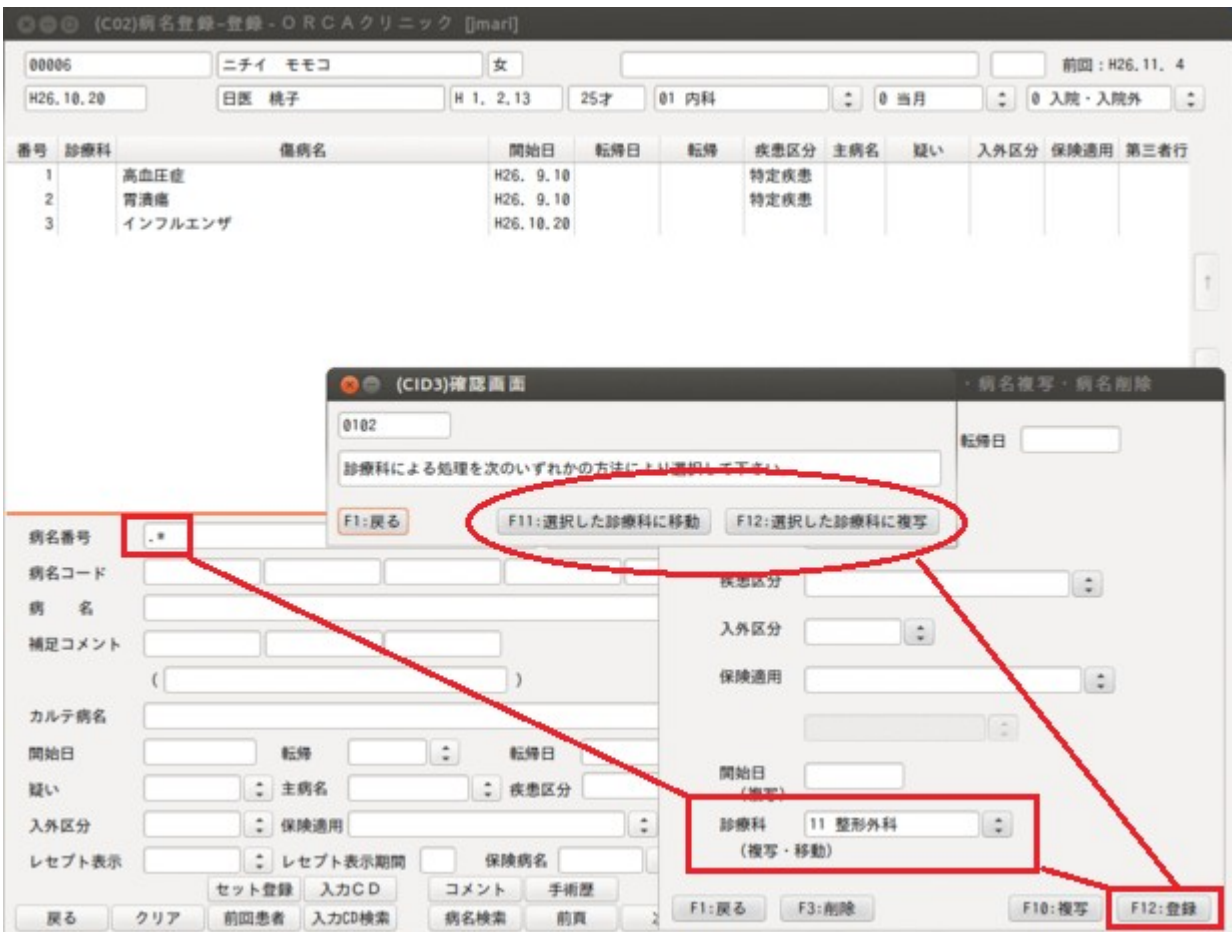 (C02)病名登録-登録 - ＯＲＣＡクリニック [jmari]
00006 ニチイ モモコ 女 前回：H26.11. 4
H26.10.20 日医 桃子 H 1. 2.13 25才 01 内科 0 当月 0 入院・入院外
番号 診療科 傷病名 開始日 転帰日 転帰 疾患区分 主病名 疑い 入外区分 保険適用 第三者行
1 高血圧症 H26. 9.10 特定疾患
2 胃潰瘍 H26. 9.10 特定疾患
3 インフルエンザ H26.10.20
↑
(CID3)確認画面
・病名複写・病名削除
0102
転帰日
診療科による処理を次のいずれかの方法により選択して下さい
F1:戻る F11:選択した診療科に移動 F12:選択した診療科に複写
病名番号 .*
病名コード
疾患区分
病 名
入外区分
補足コメント
( )
保険適用
カルテ病名
開始日 転帰 転帰日
開始日
(複写)
疑い 主病名 疾患区分
入外区分 保険適用
診療科 11 整形外科
(複写・移動)
レセプト表示 レセプト表示期間 保険病名
セット登録 入力ＣＤ コメント 手術歴
戻る クリア 前回患者 入力CD検索 病名検索 前頁
F1:戻る F3:削除 F10:複写 F12:登録